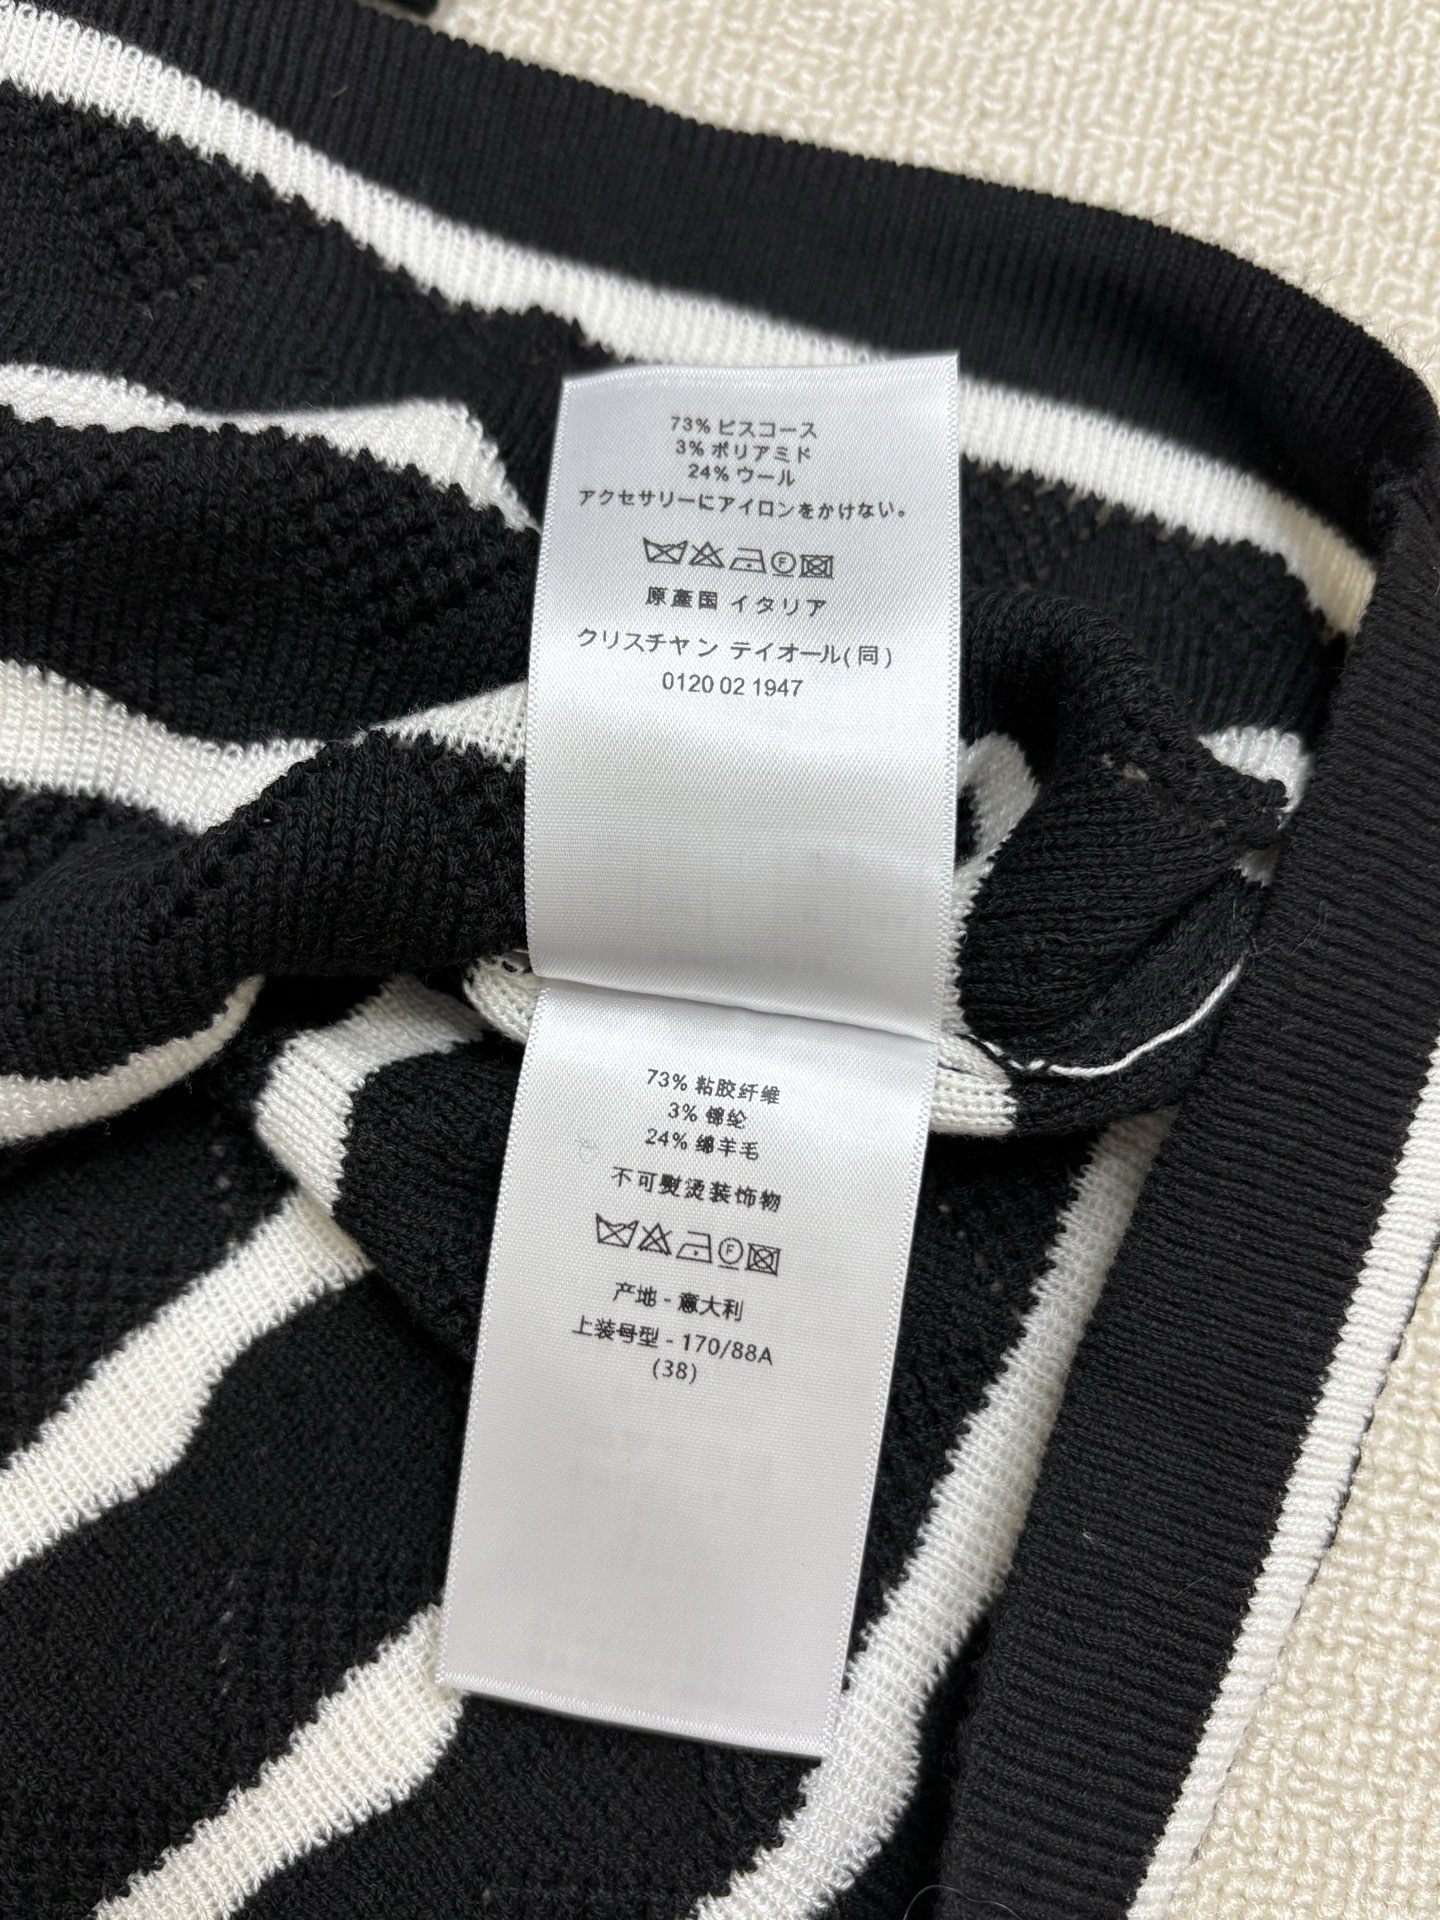 73% ビスコース
3% ポリアミド
24% ウール
アクセサリーにアイロンをかけない。
F
原産国 イタリア
クリスチャン テイオール(同)
0120 02 1947
73% 粘胶纤维
3% 锦纶
24% 绵羊毛
不可熨烫装饰物
F
产地 - 意大利
上装母型 - 170/88A
(38)